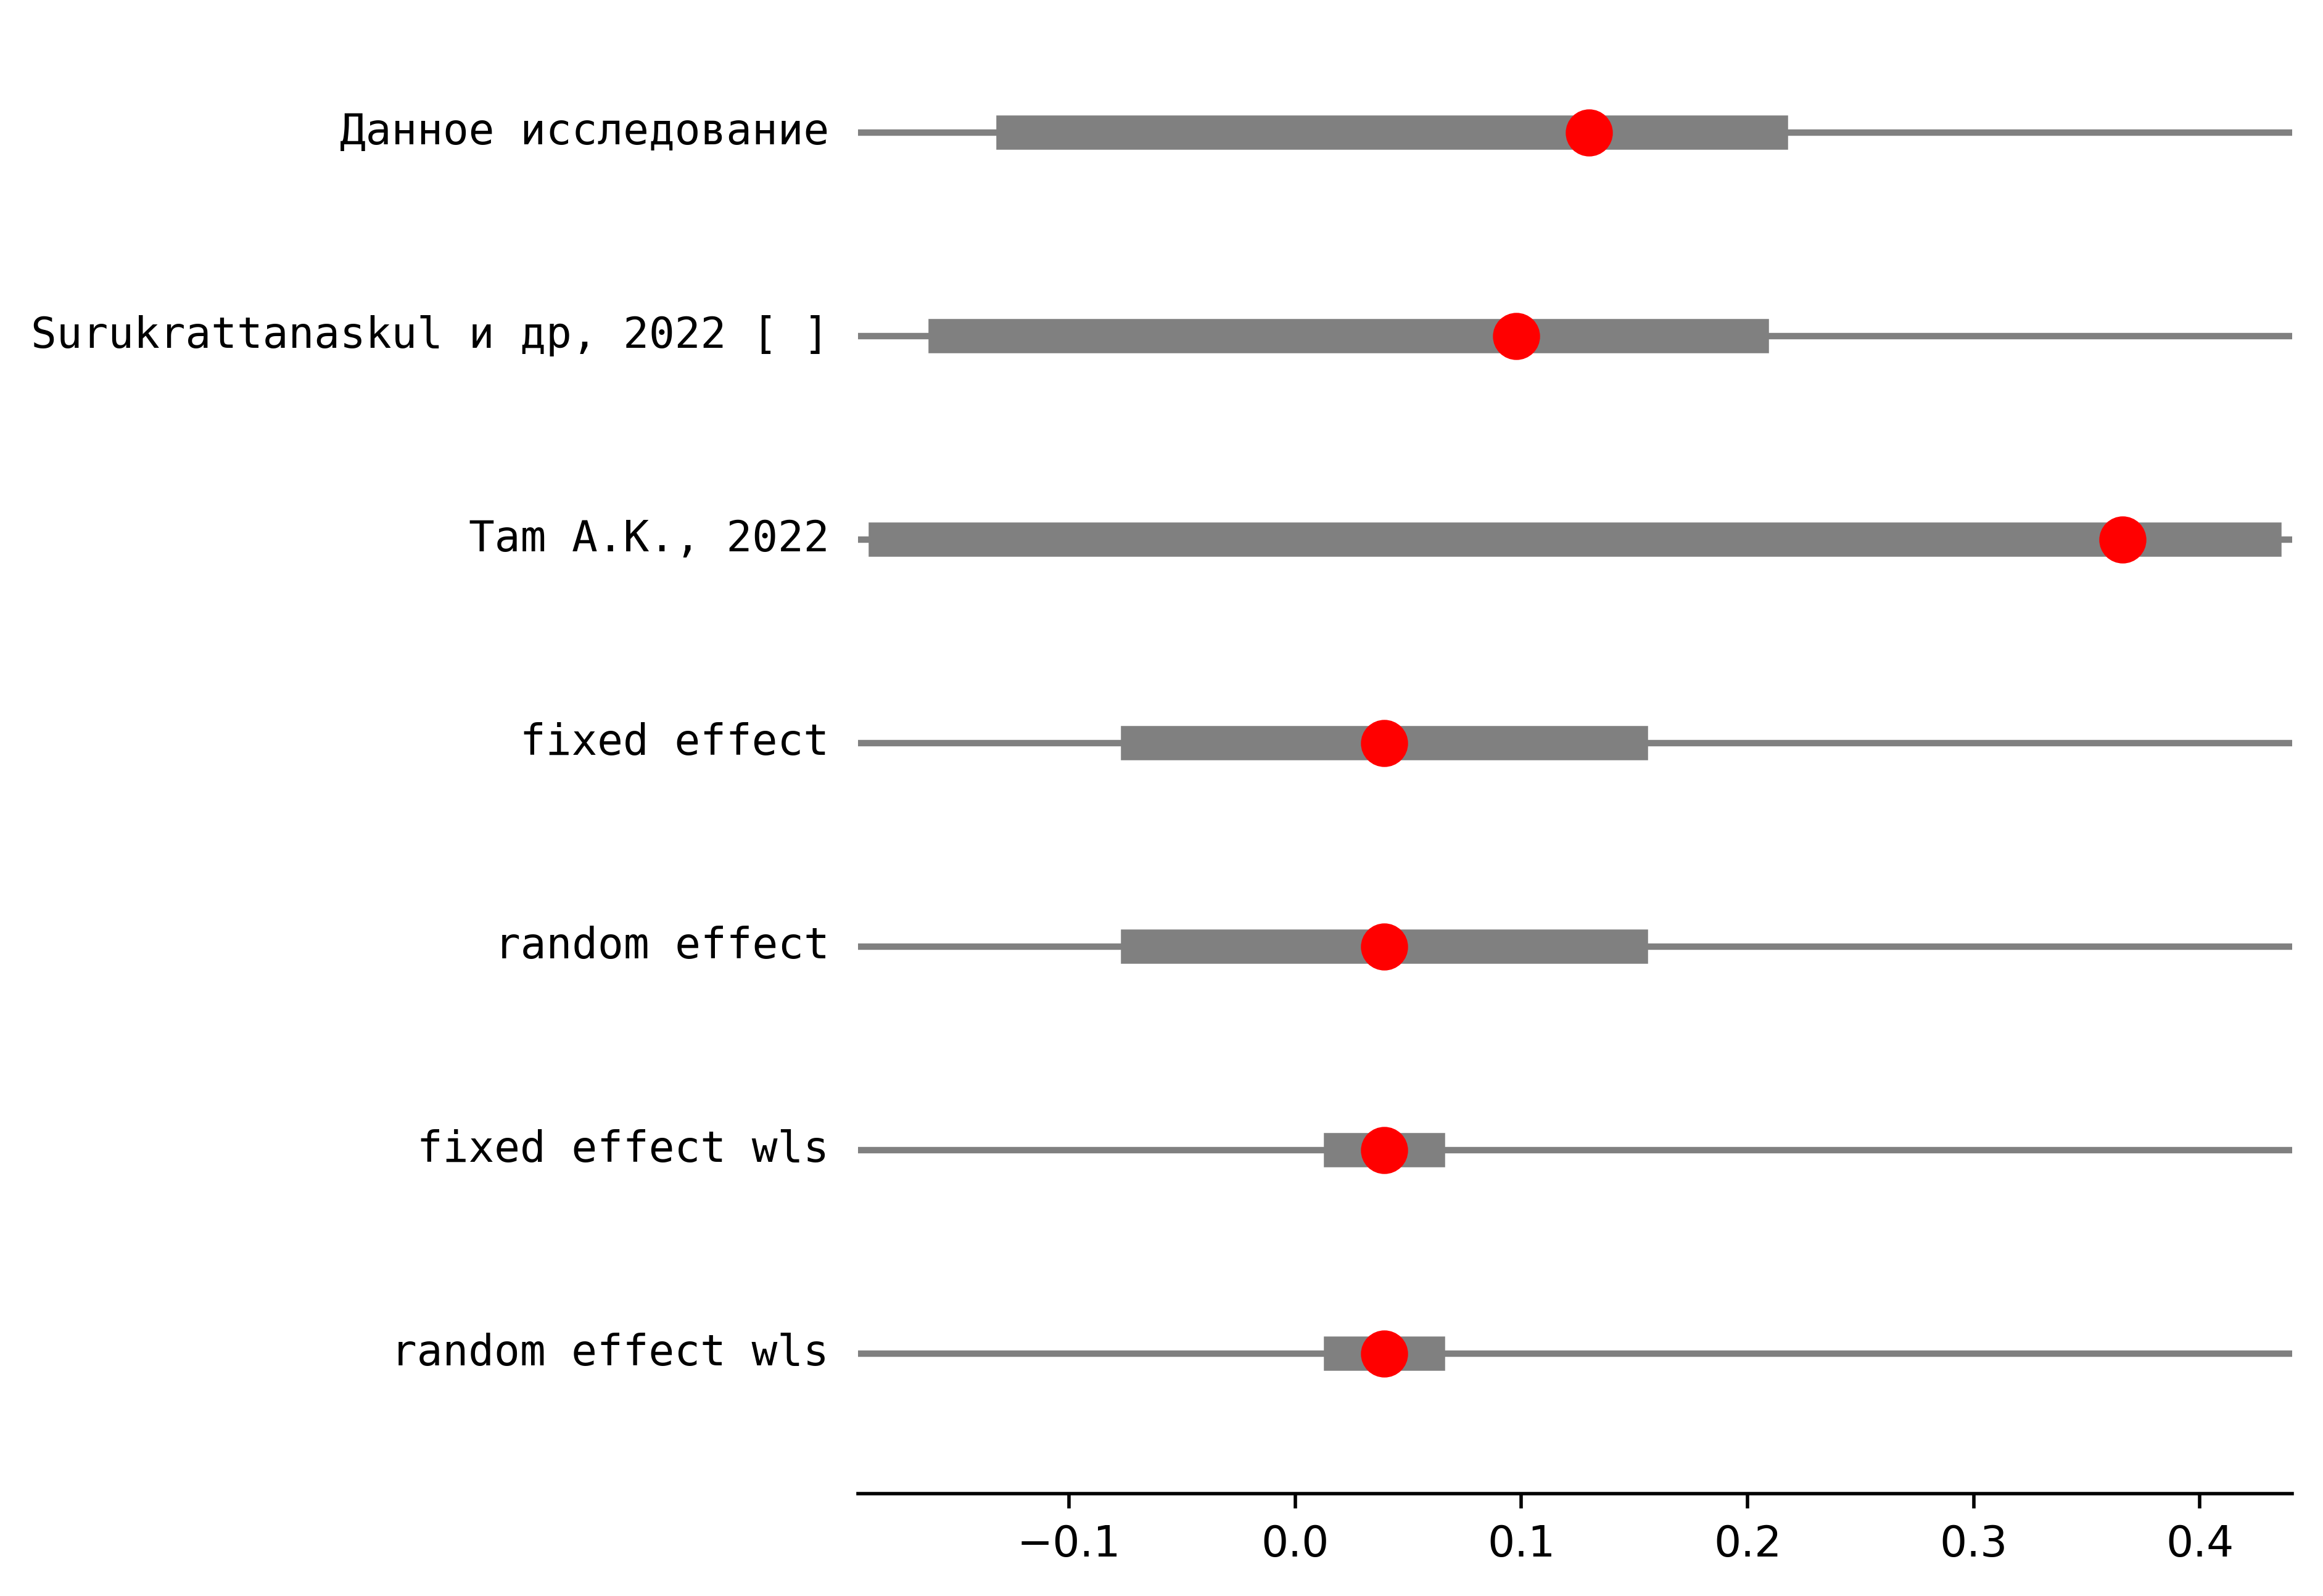 Данное исследование
Surukrattanaskul и др, 2022 [ ]
Tam A.K., 2022
fixed effect
random effect
fixed effect wls
random effect wls
−0.1 0.0 0.1 0.2 0.3 0.4